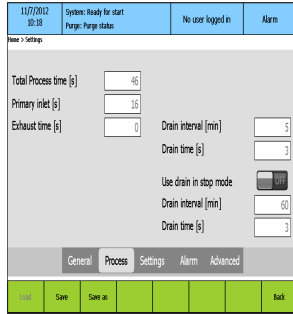 11/7/2012
10:18
System: Ready for start
Purge: Purge status
No user logged in
Alarm
Home > Settings
Total Process time [s] 46
Primary inlet [s] 16
Exhaust time [s] 0
Drain interval [min] 5
Drain time [s] 3
Use drain in stop mode OFF
Drain interval [min] 60
Drain time [s] 3
General Process Settings Alarm Advanced
Load Save Save as Back